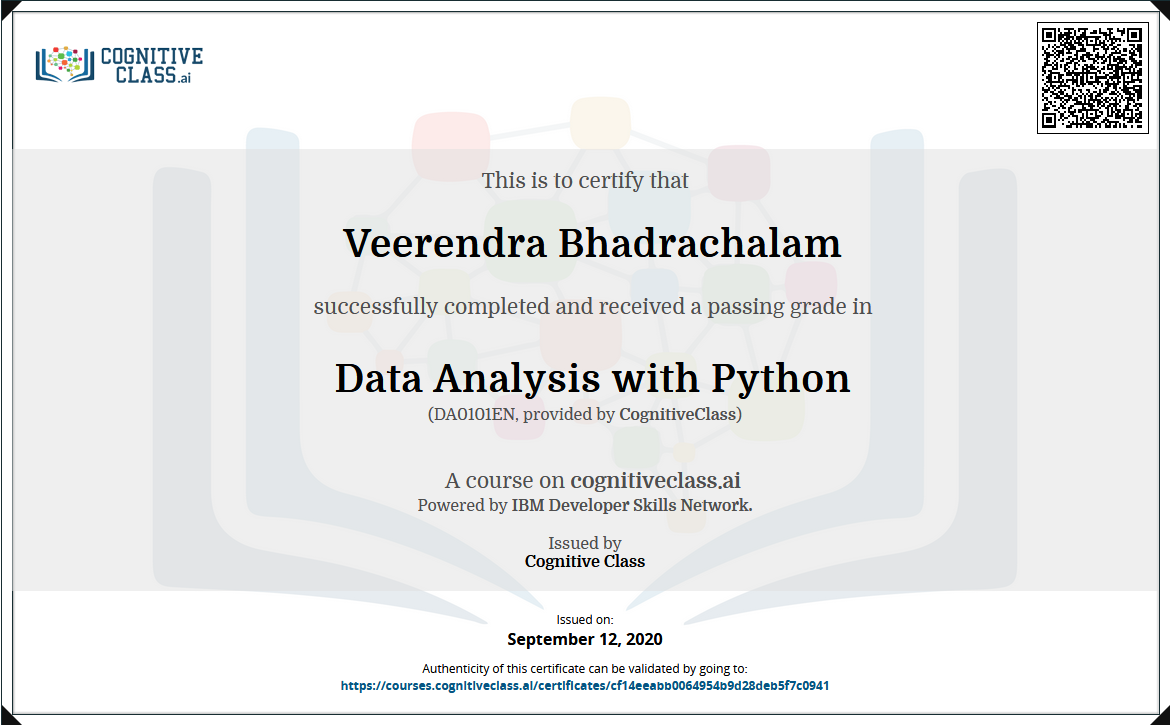 COGNITIVE
CLASS.ai
This is to certify that
Veerendra Bhadrachalam
successfully completed and received a passing grade in
Data Analysis with Python
(DA0101EN, provided by CognitiveClass)
A course on cognitiveclass.ai
Powered by IBM Developer Skills Network.
Issued by
Cognitive Class
Issued on:
September 12, 2020
Authenticity of this certificate can be validated by going to:
https://courses.cognitiveclass.ai/certificates/cf14eeabb0064954b9d28deb5f7c0941